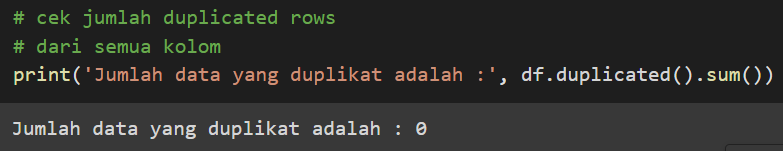 # cek jumlah duplicated rows
# dari semua kolom
print('Jumlah data yang duplikat adalah :', df.duplicated().sum())
Jumlah data yang duplikat adalah : 0